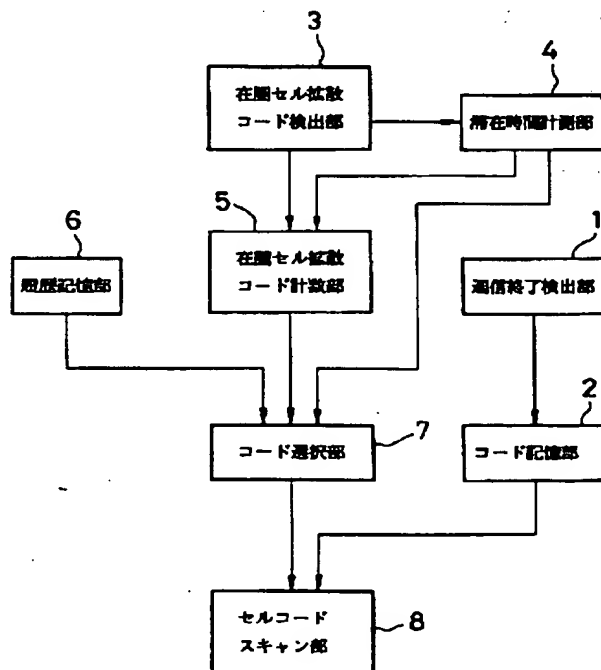 3
在圏セル拡散
コード検出部
4
滞在時間計測部
5
在圏セル拡散
コード計数部
6
履歴記憶部
1
通信終了検出部
コード選択部
7
2
コード記憶部
セルコード
スキャン部
8